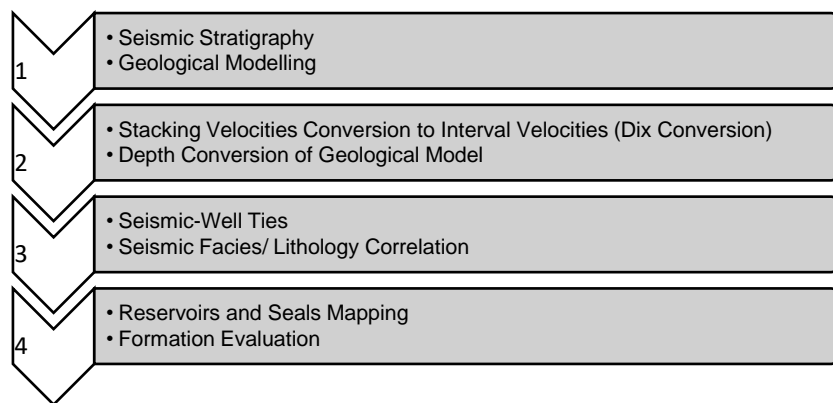 1
• Seismic Stratigraphy
• Geological Modelling
2
• Stacking Velocities Conversion to Interval Velocities (Dix Conversion)
• Depth Conversion of Geological Model
3
• Seismic-Well Ties
• Seismic Facies/ Lithology Correlation
4
• Reservoirs and Seals Mapping
• Formation Evaluation